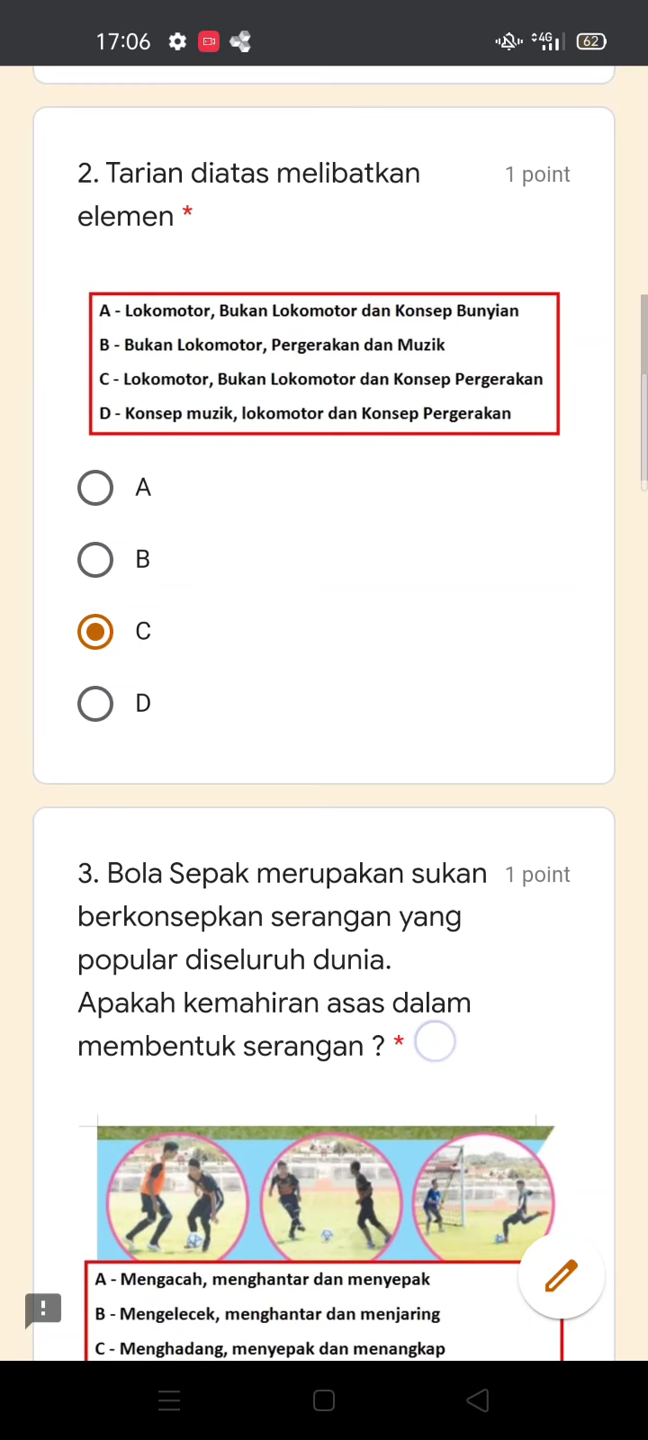 17:06
4G
62
2. Tarian diatas melibatkan
elemen *
1 point
A - Lokomotor, Bukan Lokomotor dan Konsep Bunyian
B - Bukan Lokomotor, Pergerakan dan Muzik
C - Lokomotor, Bukan Lokomotor dan Konsep Pergerakan
D - Konsep muzik, lokomotor dan Konsep Pergerakan
A
B
C
D
3. Bola Sepak merupakan sukan
berkonsepkan serangan yang
popular diseluruh dunia.
Apakah kemahiran asas dalam
membentuk serangan ? *
1 point
A - Mengacah, menghantar dan menyepak
B - Mengelecek, menghantar dan menjaring
C - Menghadang, menyepak dan menangkap
!